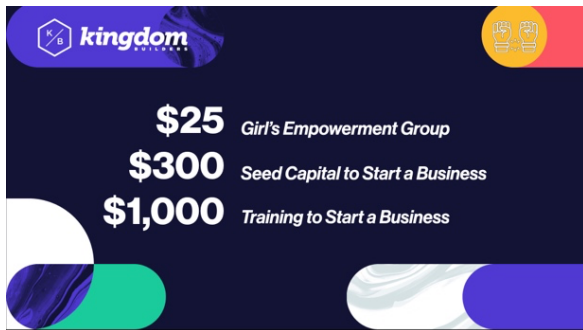 K
B
kingdom
BUILDERS
$25 Girl's Empowerment Group
$300 Seed Capital to Start a Business
$1,000 Training to Start a Business